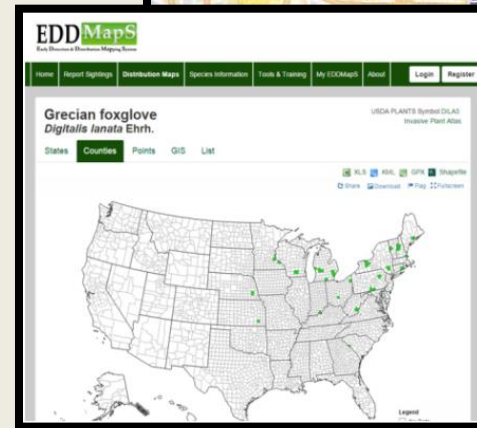 EDDMapS
Early Detection & Distribution Mapping System
Home Report Sightings Distribution Maps Species Information Tools & Training My EDDMapS About Login Register
Grecian foxglove
Digitalis lanata Ehrh.
USDA PLANTS Symbol DILA3
Invasive Plant Atlas
States Counties Points GIS List
XLS KML GPX Shapefile
Share Download Flag Fullscreen
Legend